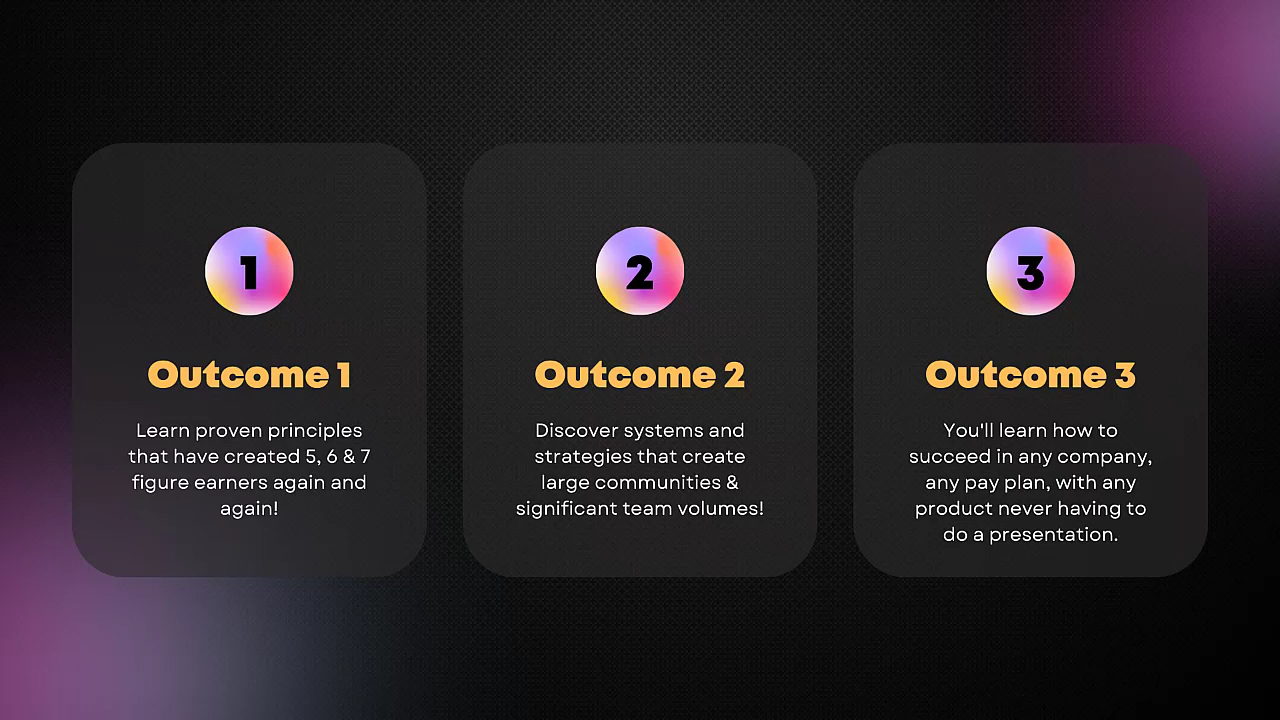 1
Outcome 1
Learn proven principles
that have created 5, 6 & 7
figure earners again and
again!
2
Outcome 2
Discover systems and
strategies that create
large communities &
significant team volumes!
3
Outcome 3
You'll learn how to
succeed in any company,
any pay plan, with any
product never having to
do a presentation.